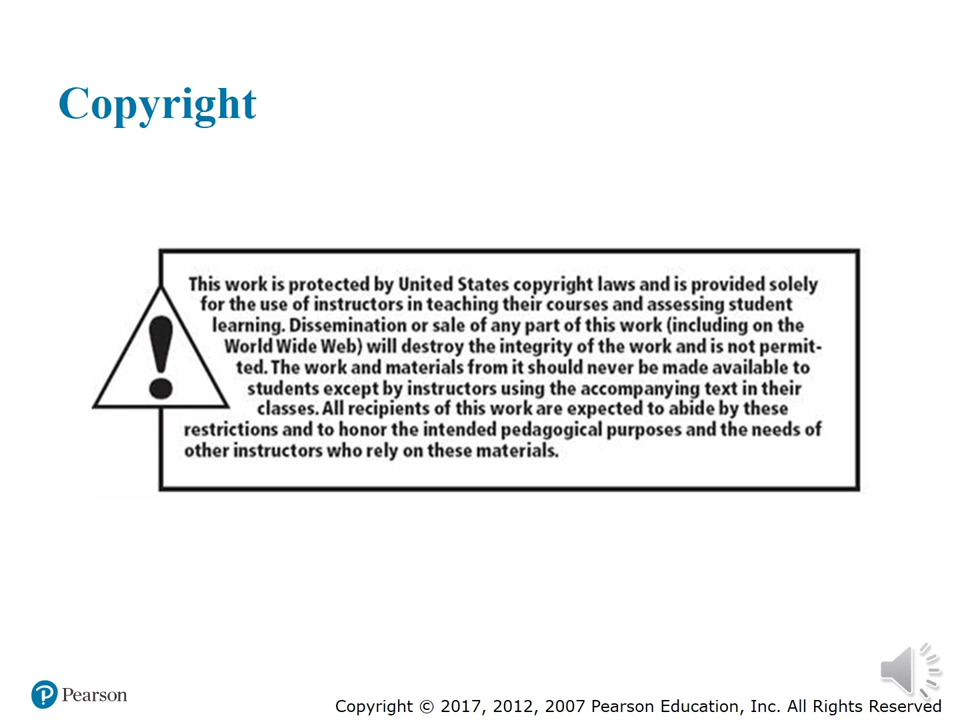 Copyright
This work is protected by United States copyright laws and is provided solely
for the use of instructors in teaching their courses and assessing student
learning. Dissemination or sale of any part of this work (including on the
World Wide Web) will destroy the integrity of the work and is not permit-
ted. The work and materials from it should never be made available to
students except by instructors using the accompanying text in their
classes. All recipients of this work are expected to abide by these
restrictions and to honor the intended pedagogical purposes and the needs of
other instructors who rely on these materials.
Pearson
Copyright © 2017, 2012, 2007 Pearson Education, Inc. All Rights Reserved